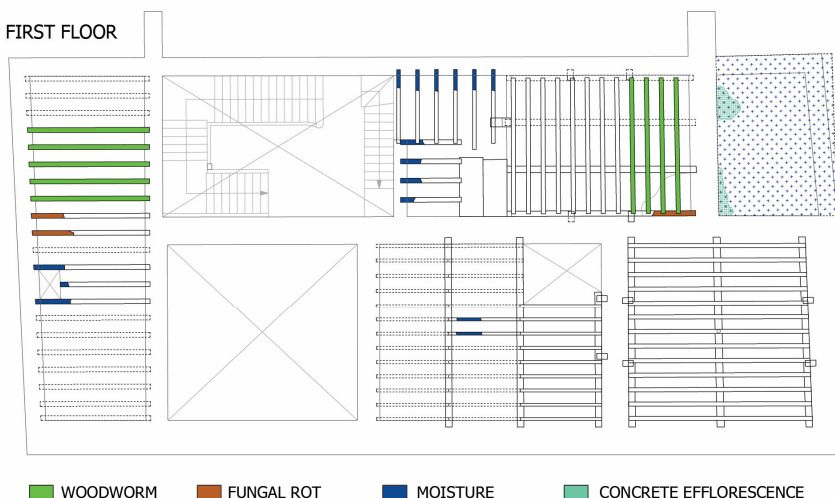 FIRST FLOOR
WOODWORM
FUNGAL ROT
MOISTURE
CONCRETE EFFLORESCENCE